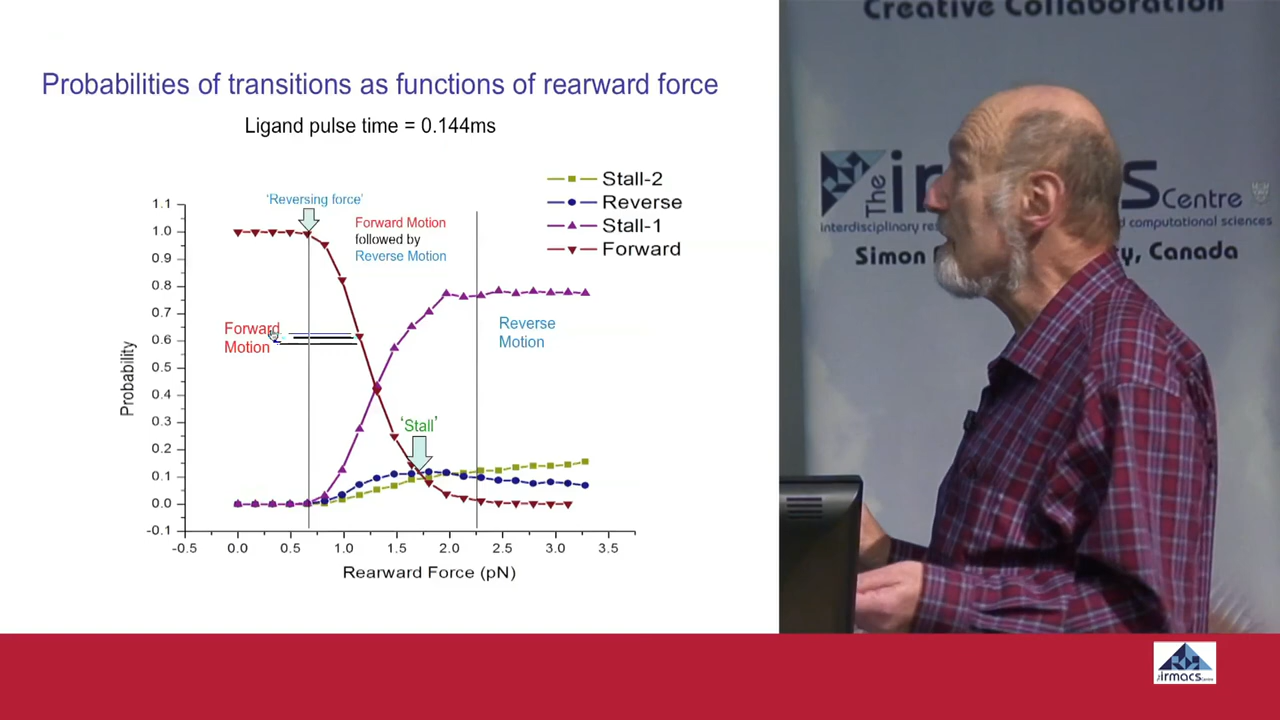 Probabilities of transitions as functions of rearward force
Ligand pulse time = 0.144ms
Stall-2
Reverse
Stall-1
Forward
'Reversing force'
Forward Motion
followed by
Reverse Motion
Forward
Motion
Reverse
Motion
'Stall'
Probability
1.1
1.0
0.9
0.8
0.7
0.6
0.5
0.4
0.3
0.2
0.1
0.0
-0.1
-0.5 0.0 0.5 1.0 1.5 2.0 2.5 3.0 3.5
Rearward Force (pN)
Creative Collaboration
The
Centre
computational sciences
Simon
Canada
irmacs